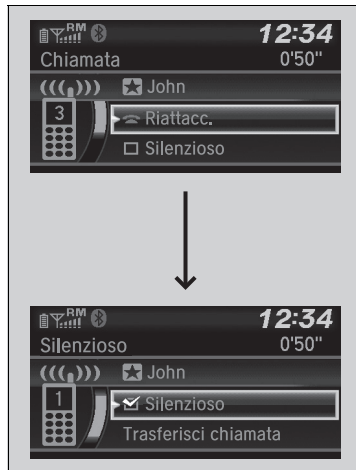 RM 12:34
Chiamata 0'50"
John
3 Riattacc.
Silenzioso
RM 12:34
Silenzioso 0'50"
John
1 Silenzioso
Trasferisci chiamata